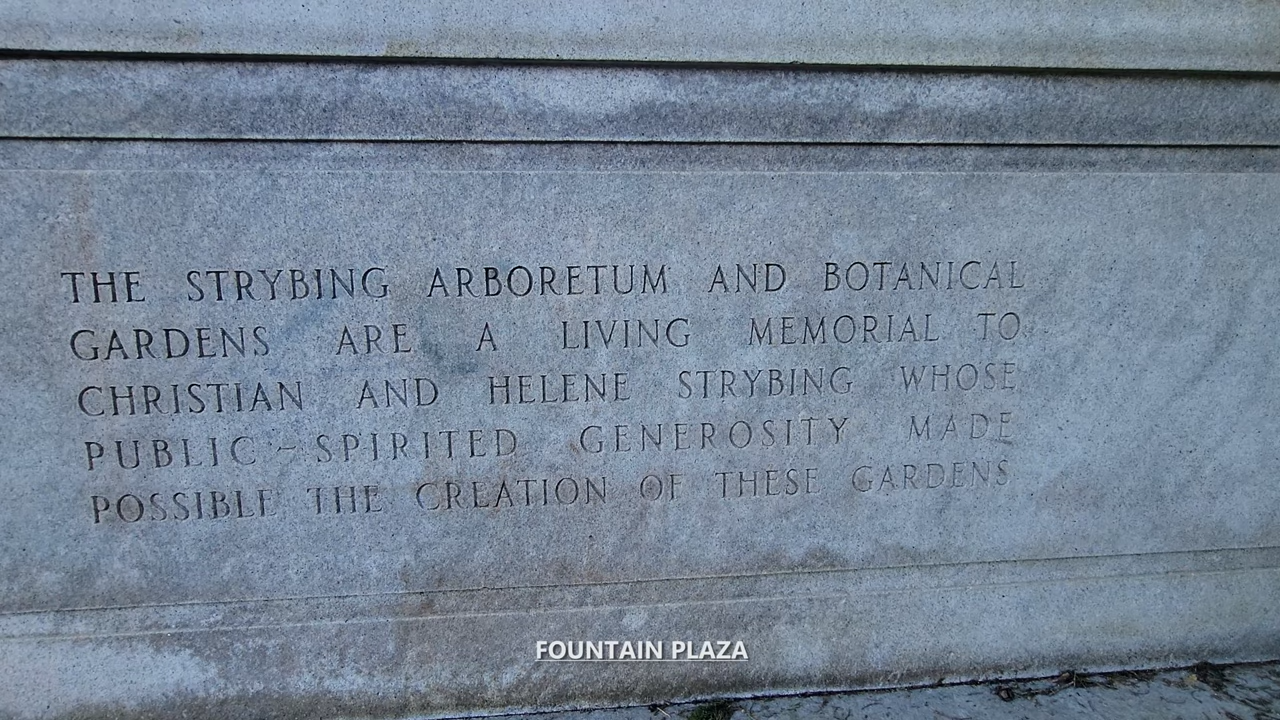 THE STRYBING ARBORETUM AND BOTANICAL
GARDENS ARE A LIVING MEMORIAL TO
CHRISTIAN AND HELENE STRYBING WHOSE
PUBLIC-SPIRITED GENEROSITY MADE
POSSIBLE THE CREATION OF THESE GARDENS
FOUNTAIN PLAZA